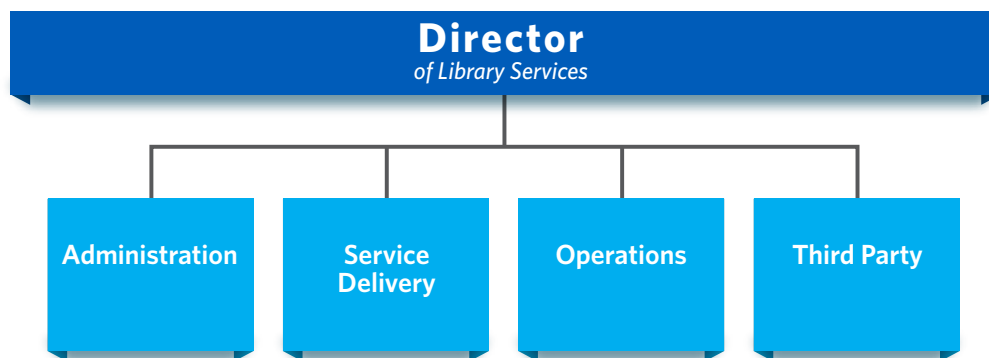 Director
of Library Services
Administration
Service
Delivery
Operations
Third Party